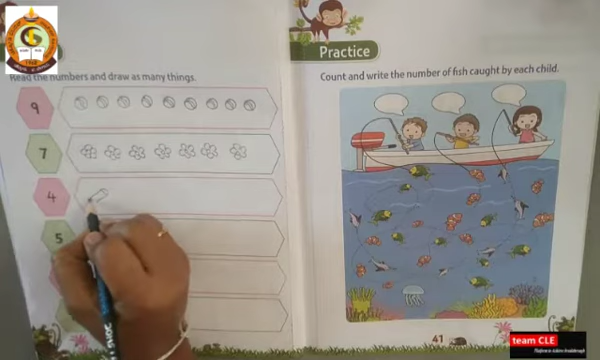 Practice
Read the numbers and draw as many things.
Count and write the number of fish caught by each child.
9
7
4
5
41
team CLE